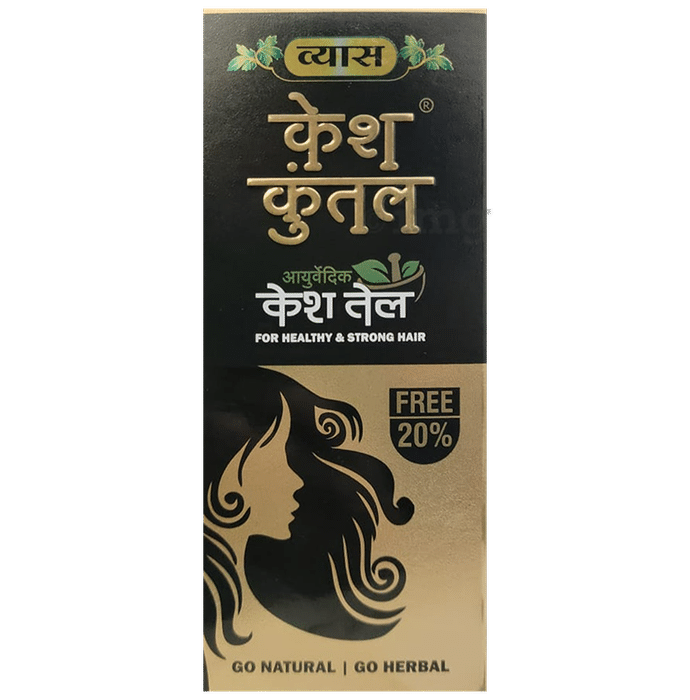 व्यास
केश®
कुंतल
आयुर्वेदिक
केश तेल
FOR HEALTHY & STRONG HAIR
FREE
20%
GO NATURAL | GO HERBAL